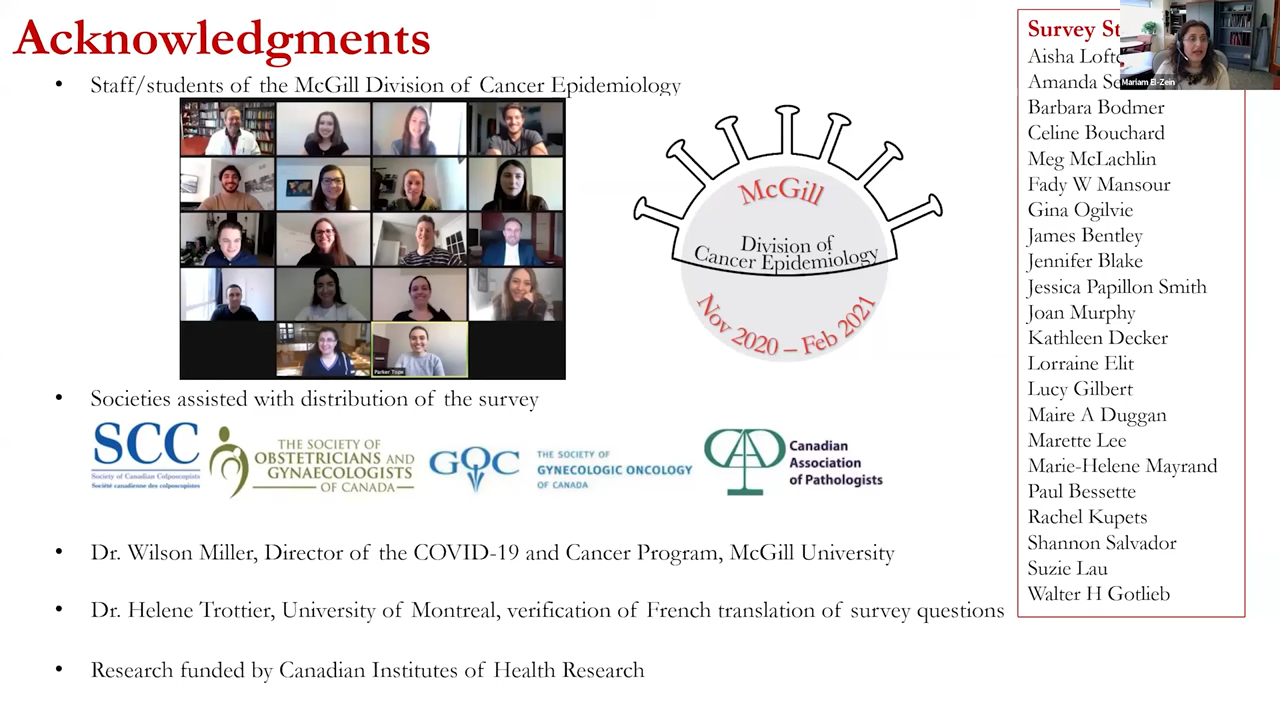 Acknowledgments
• Staff/students of the McGill Division of Cancer Epidemiology
Parker Tope
McGill
Division of
Cancer Epidemiology
Nov 2020 – Feb 2021
• Societies assisted with distribution of the survey
SCC
Society of Canadian Colposcopists
Société canadienne des colposcopistes
THE SOCIETY OF
OBSTETRICIANS AND
GYNAECOLOGISTS
OF CANADA
GOC
THE SOCIETY OF
GYNECOLOGIC ONCOLOGY
OF CANADA
CAP
Canadian
Association
of Pathologists
• Dr. Wilson Miller, Director of the COVID-19 and Cancer Program, McGill University
• Dr. Helene Trottier, University of Montreal, verification of French translation of survey questions
• Research funded by Canadian Institutes of Health Research
Survey
Aisha
Amanda
Barbara Bodmer
Celine Bouchard
Meg McLachlin
Fady W Mansour
Gina Ogilvie
James Bentley
Jennifer Blake
Jessica Papillon Smith
Joan Murphy
Kathleen Decker
Lorraine Elit
Lucy Gilbert
Maire A Duggan
Marette Lee
Marie-Helene Mayrand
Paul Bessette
Rachel Kupets
Shannon Salvador
Suzie Lau
Walter H Gotlieb
Mariam El-Zein